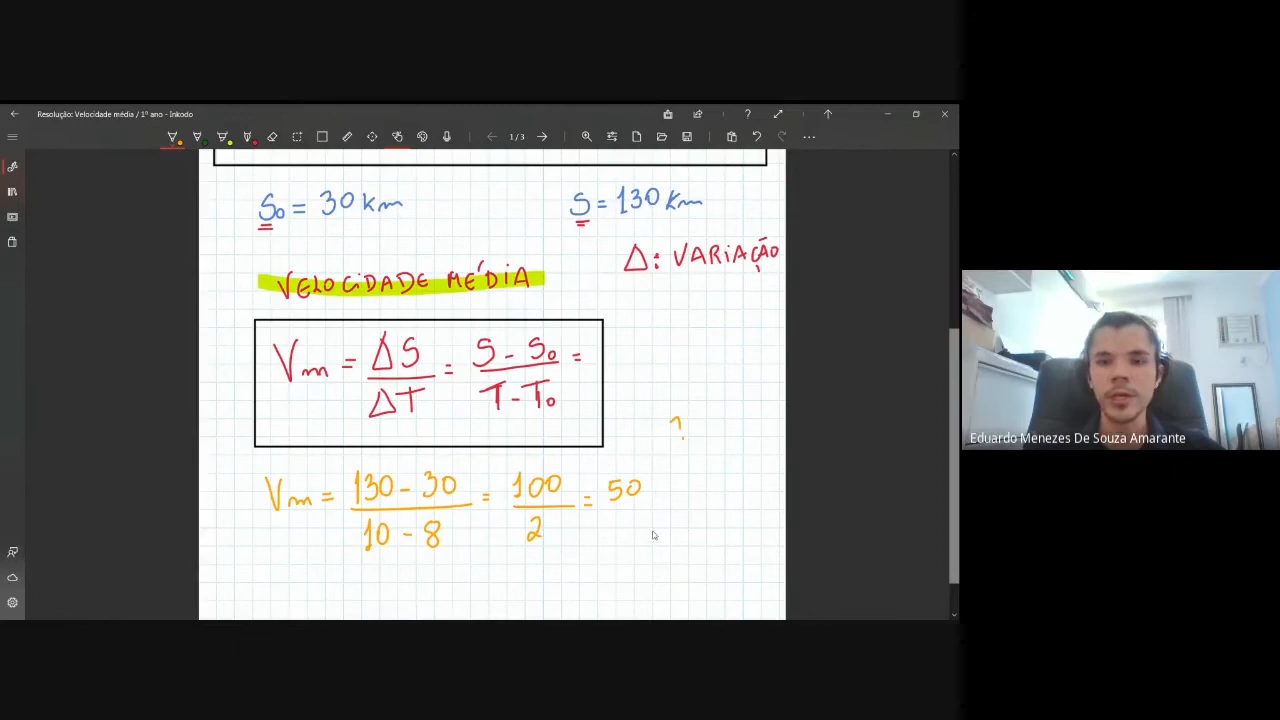 Resolução: Velocidade média / 1º ano - Inkodo
?
1/3
S₀ = 30 km
S = 130 km
Δ: VARIAÇÃO
VELOCIDADE MÉDIA
Vm = ΔS/ΔT = S - S₀/T - T₀ =
?
Vm = 130 - 30/10 - 8 = 100/2 = 50
Eduardo Menezes De Souza Amarante